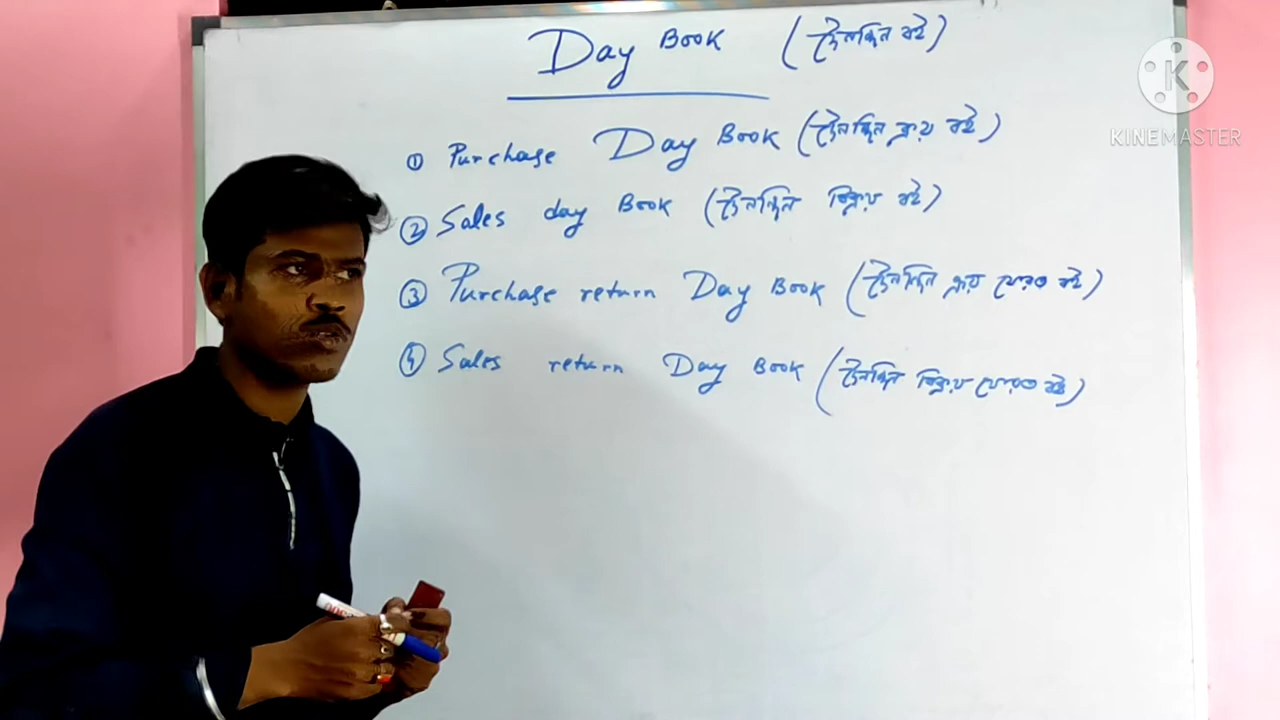 Day Book (দৈনন্দিন বই)
① Purchase Day Book (দৈনন্দিন ক্রয় বই)
② Sales day Book (দৈনন্দিন বিক্রয় বই)
③ Purchase return Day Book (দৈনন্দিন ক্রয় ফেরত বই)
④ Sales return Day Book (দৈনন্দিন বিক্রয় ফেরত বই)
K
KINEMASTER